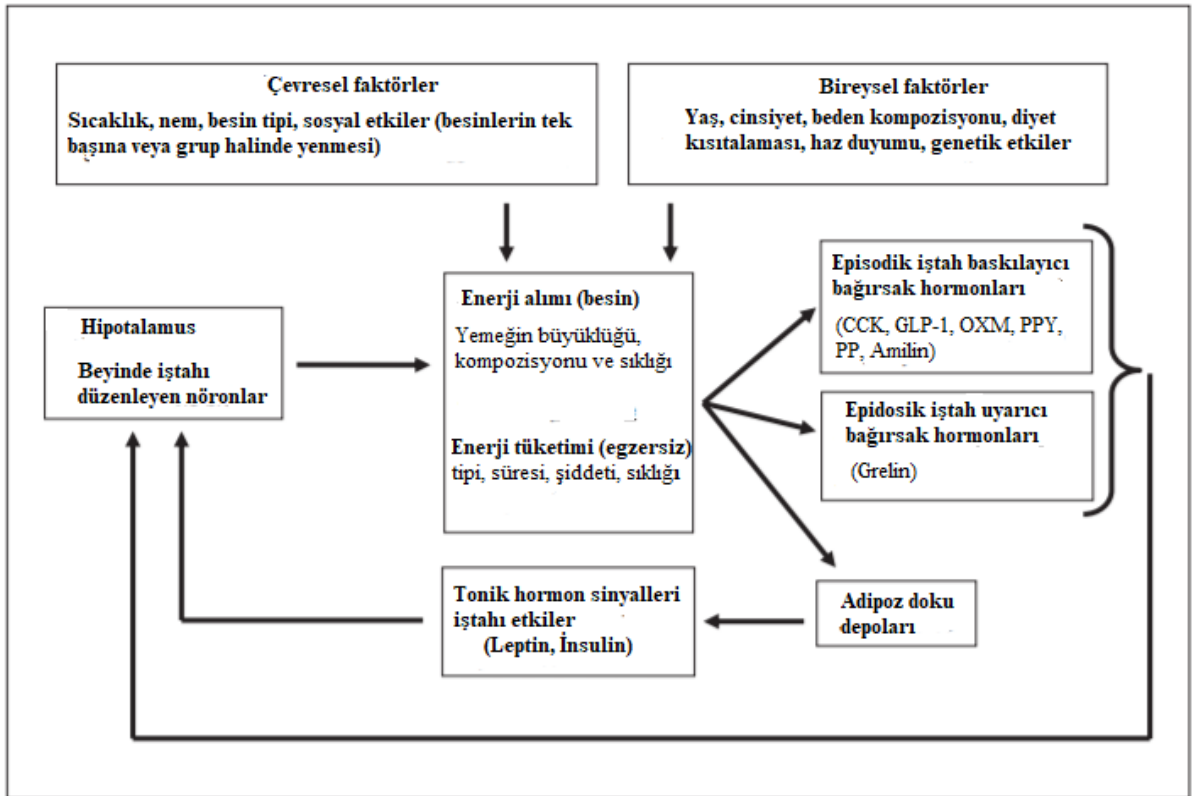 Çevresel faktörler
Sıcaklık, nem, besin tipi, sosyal etkiler (besinlerin tek
başına veya grup halinde yenmesi)
Bireysel faktörler
Yaş, cinsiyet, beden kompozisyonu, diyet
kısıtalaması, haz duyumu, genetik etkiler
Hipotalamus
Beyinde iştahı
düzenleyen nöronlar
Enerji alımı (besin)
Yemeğin büyüklüğü,
kompozisyonu ve sıklığı
Enerji tüketimi (egzersiz)
tipi, süresi, şiddeti, sıklığı
Episodik iştah baskılayıcı
bağırsak hormonları
(CCK, GLP-1, OXM, PPY,
PP, Amilin)
Epidosik iştah uyarıcı
bağırsak hormonları
(Grelin)
Tonik hormon sinyalleri
iştahı etkiler
(Leptin, İnsulin)
Adipoz doku
depoları